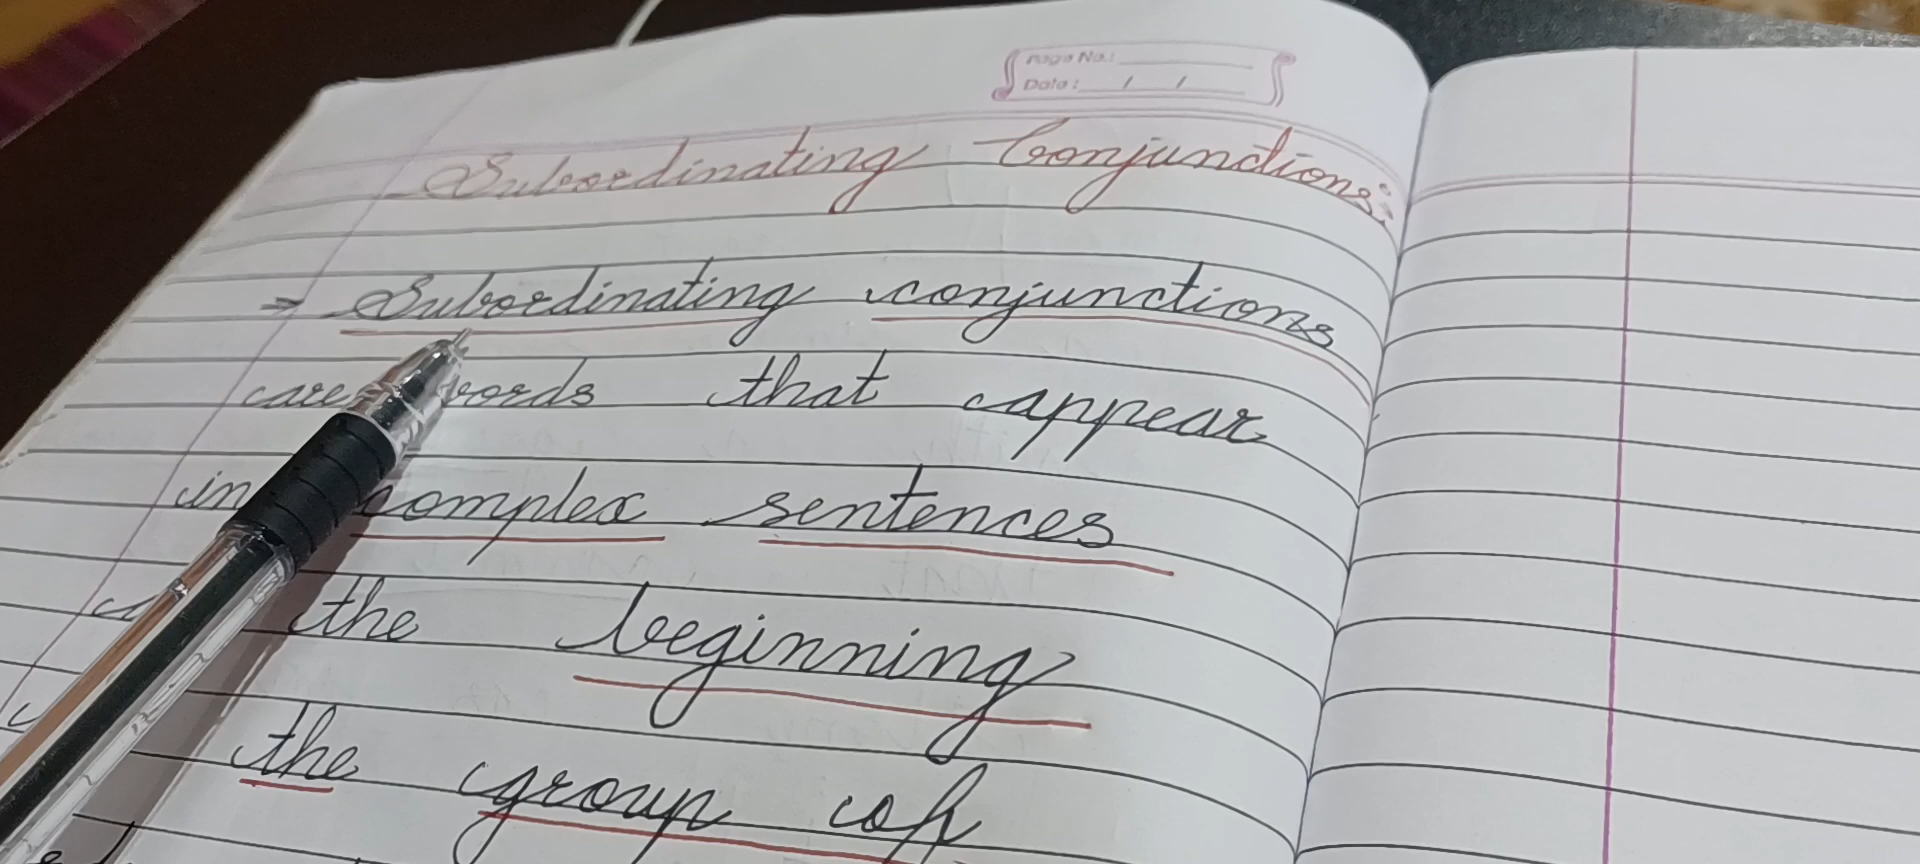 Page No.:
Date: / /
Subordinating Conjunctions:
→ Subordinating conjunctions
are words that appear
in complex sentences
the beginning
the group of